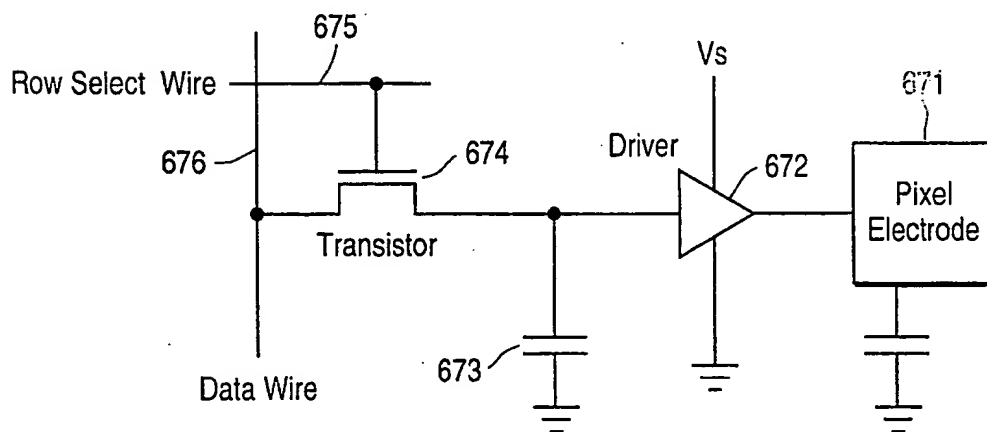 675
Row Select Wire
676
674
Transistor
Data Wire
673
Vs
Driver
672
671
Pixel
Electrode